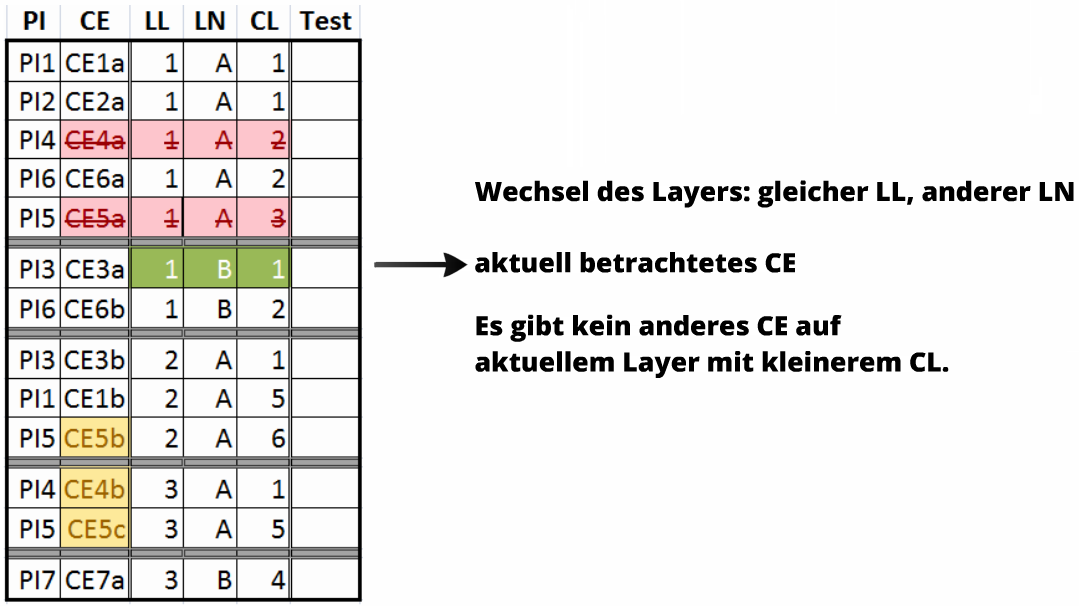 PI CE LL LN CL Test
PI1 CE1a 1 A 1
PI2 CE2a 1 A 1
PI4 CE4a 1 A 2
PI6 CE6a 1 A 2
PI5 CE5a 1 A 3
PI3 CE3a 1 B 1
PI6 CE6b 1 B 2
PI3 CE3b 2 A 1
PI1 CE1b 2 A 5
PI5 CE5b 2 A 6
PI4 CE4b 3 A 1
PI5 CE5c 3 A 5
PI7 CE7a 3 B 4
Wechsel des Layers: gleicher LL, anderer LN
aktuell betrachtetes CE
Es gibt kein anderes CE auf
aktuellem Layer mit kleinerem CL.